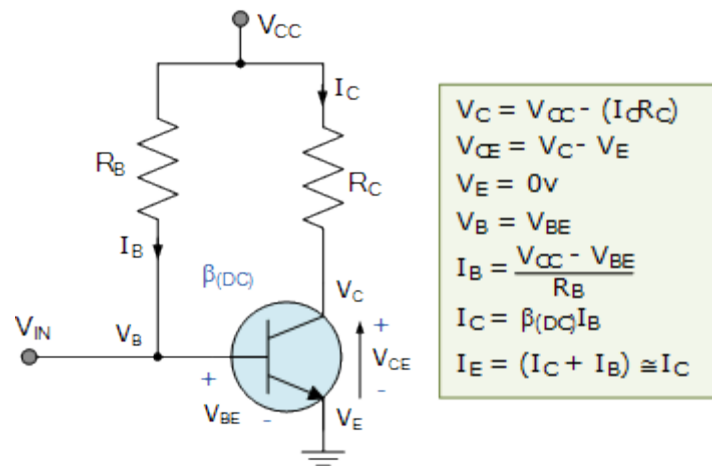 VCC
IC
RB
RC
IB
β(DC)
VC
VIN
VB
+
VCE
-
+
VBE
-
VE
VC = VCC - (ICRC)
VCE = VC - VE
VE = 0v
VB = VBE
IB = VCC - VBE
RB
IC = β(DC)IB
IE = (IC + IB) ≅ IC